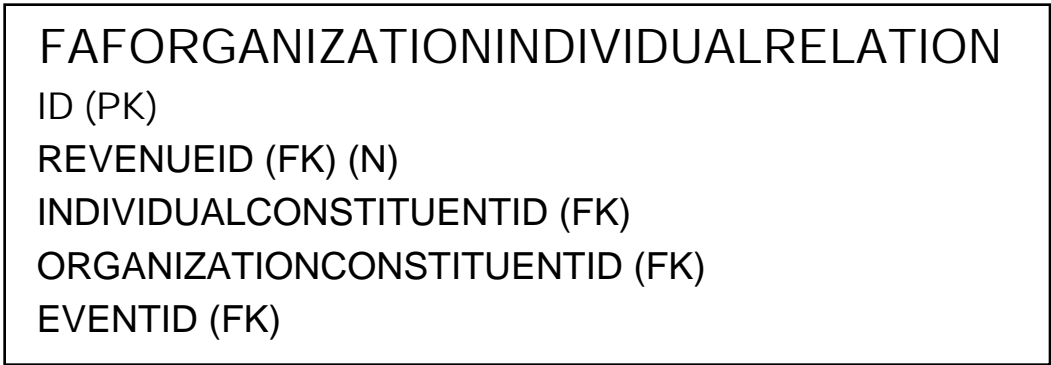 FAFORGANIZATIONINDIVIDUALRELATION
ID (PK)
REVENUEID (FK) (N)
INDIVIDUALCONSTITUENTID (FK)
ORGANIZATIONCONSTITUENTID (FK)
EVENTID (FK)